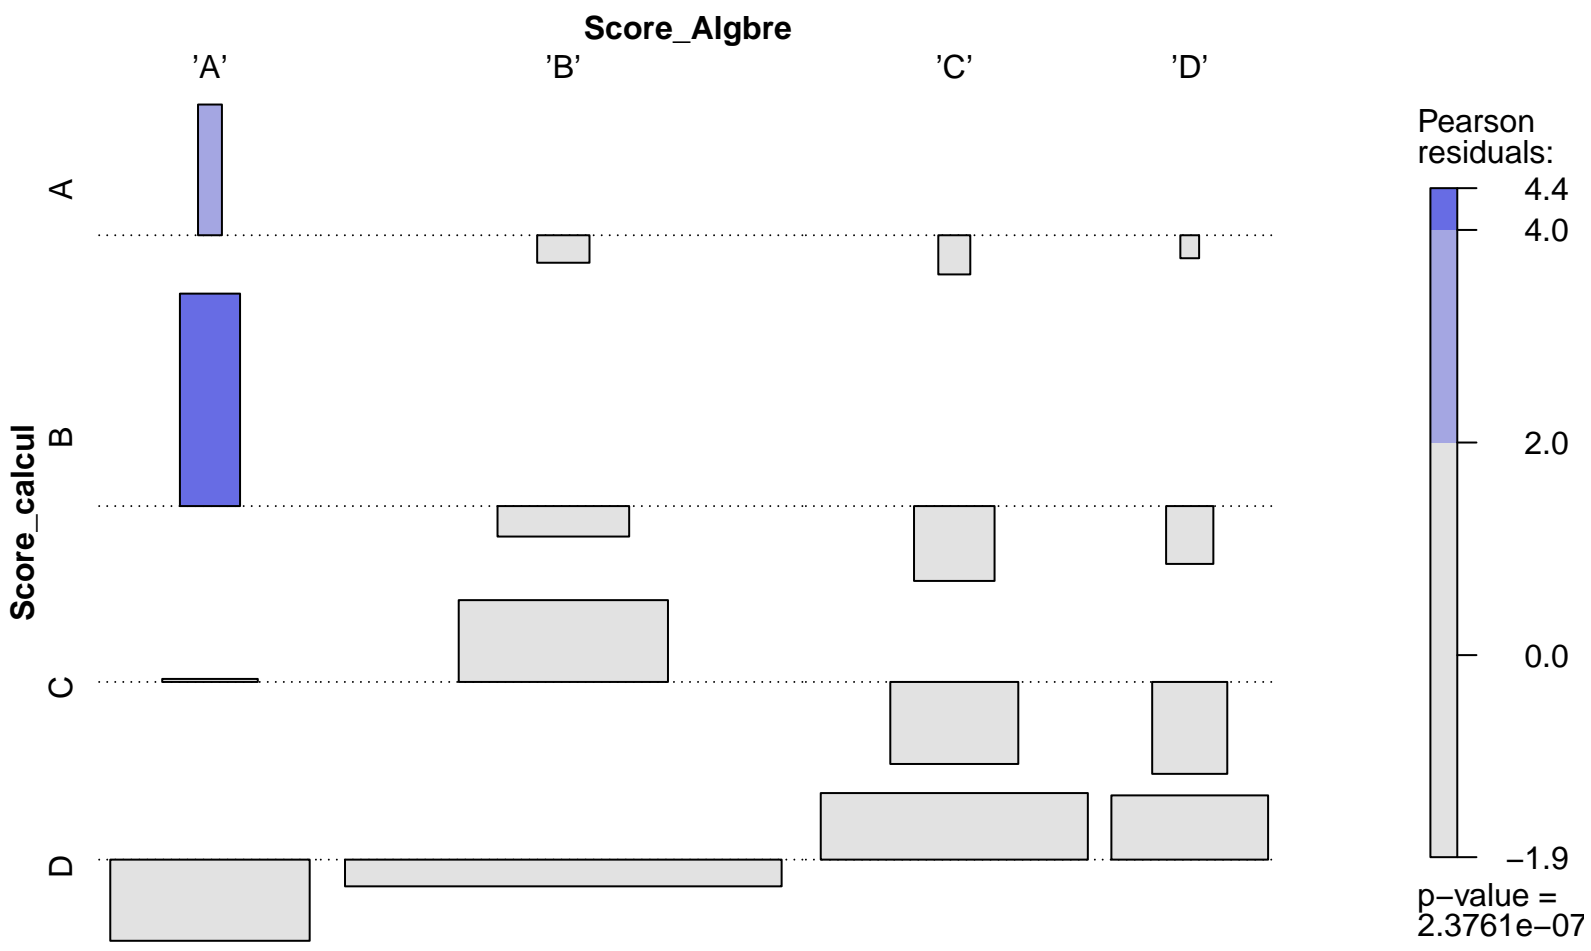 Score_Algbre
’A’ ’B’ ’C’ ’D’
Score_calcul
A
B
C
D
Pearson
residuals:
4.4
4.0
2.0
0.0
−1.9
p−value =
2.3761e−07